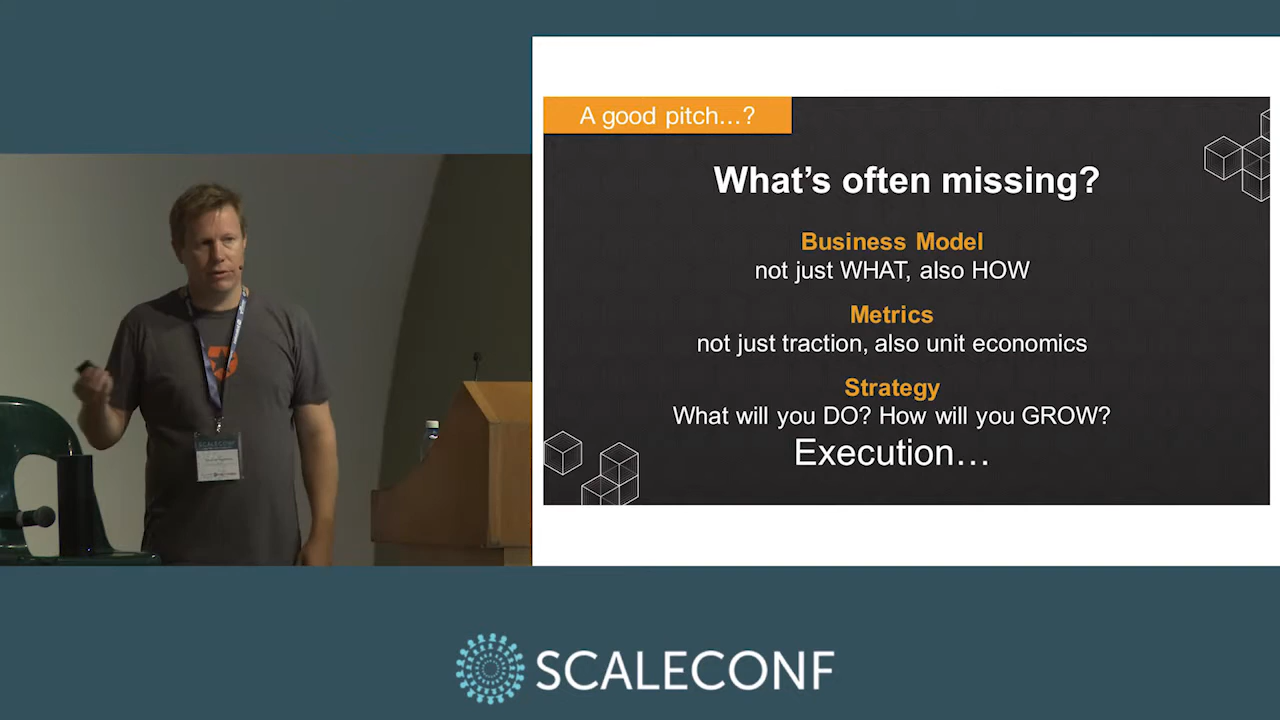 A good pitch...?
What's often missing?
Business Model
not just WHAT, also HOW
Metrics
not just traction, also unit economics
Strategy
What will you DO? How will you GROW?
Execution...
SCALECONF
SCALECONF